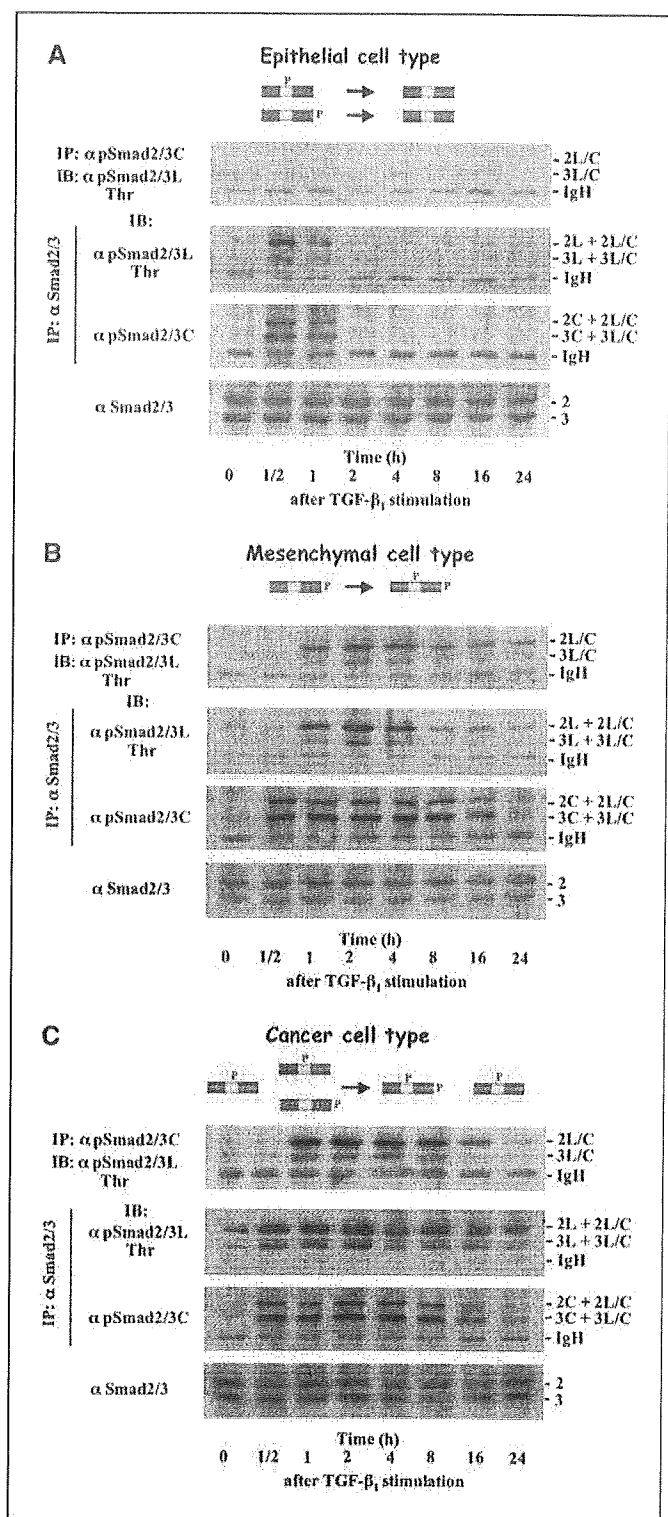 A
Epithelial cell type
P
P
IP: α pSmad2/3C
IB: α pSmad2/3L
Thr
- 2L/C
- 3L/C
- IgH
IB:
IP: α Smad2/3
α pSmad2/3L
Thr
- 2L + 2L/C
- 3L + 3L/C
- IgH
α pSmad2/3C
- 2C + 2L/C
- 3C + 3L/C
- IgH
α Smad2/3
- 2
- 3
Time (h)
0 1/2 1 2 4 8 16 24
after TGF-β1 stimulation
B
Mesenchymal cell type
P
P
P
IP: α pSmad2/3C
IB: α pSmad2/3L
Thr
- 2L/C
- 3L/C
- IgH
IB:
IP: α Smad2/3
α pSmad2/3L
Thr
- 2L + 2L/C
- 3L + 3L/C
- IgH
α pSmad2/3C
- 2C + 2L/C
- 3C + 3L/C
- IgH
α Smad2/3
- 2
- 3
Time (h)
0 1/2 1 2 4 8 16 24
after TGF-β1 stimulation
C
Cancer cell type
P
P
P
P
P
P
IP: α pSmad2/3C
IB: α pSmad2/3L
Thr
- 2L/C
- 3L/C
- IgH
IB:
IP: α Smad2/3
α pSmad2/3L
Thr
- 2L + 2L/C
- 3L + 3L/C
- IgH
α pSmad2/3C
- 2C + 2L/C
- 3C + 3L/C
- IgH
α Smad2/3
- 2
- 3
Time (h)
0 1/2 1 2 4 8 16 24
after TGF-β1 stimulation